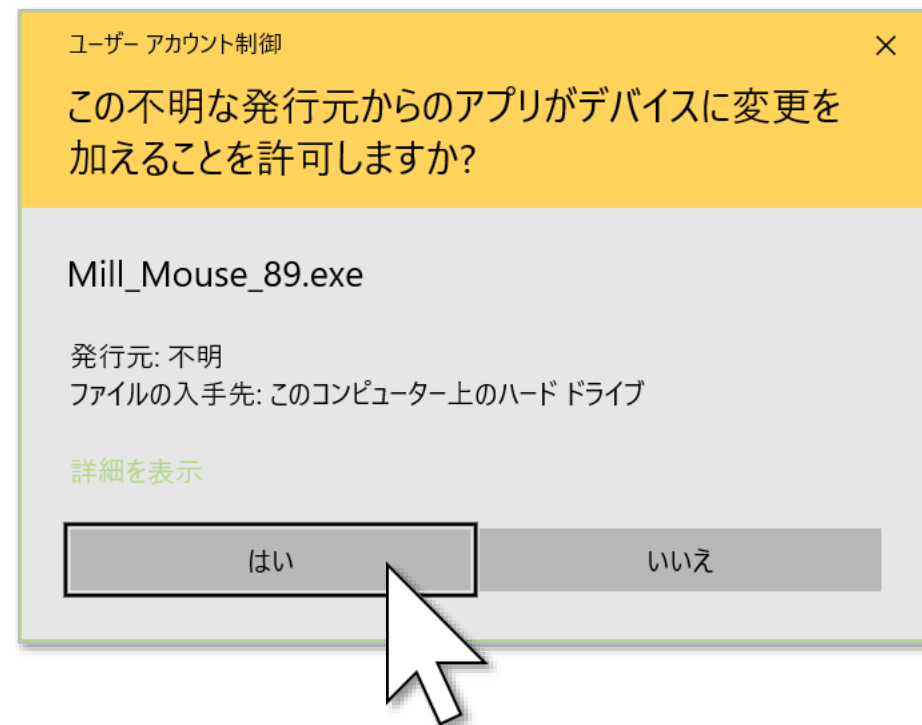 ユーザー アカウント制御
この不明な発行元からのアプリがデバイスに変更を
加えることを許可しますか?
Mill_Mouse_89.exe
発行元: 不明
ファイルの入手先: このコンピューター上のハード ドライブ
詳細を表示
はい
いいえ